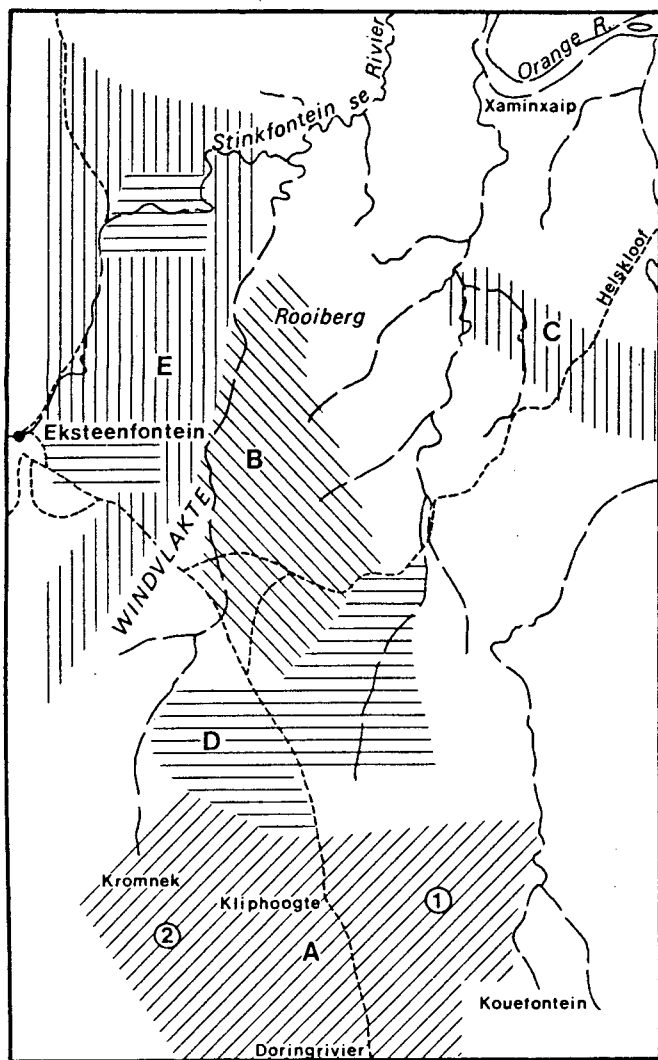 Orange R.
Xaminxaip
Stinkfontein se Rivier
Helskloof
Rooiberg
C
E
Eksteenfontein
B
WINDVLAKTE
D
Kromnek
Kliphoogte
1
2
A
Kouefontein
Doringrivier